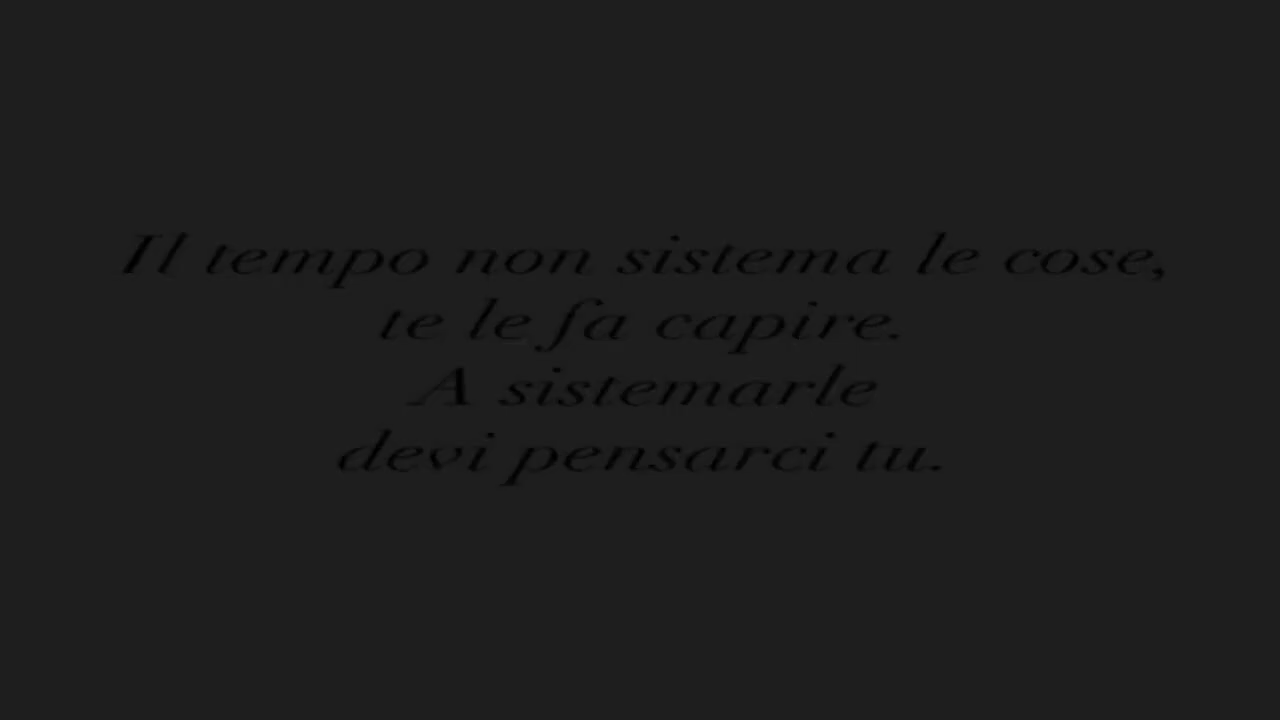 Il tempo non sistema le cose,
te le fa capire.
A sistemarle
devi pensarci tu.